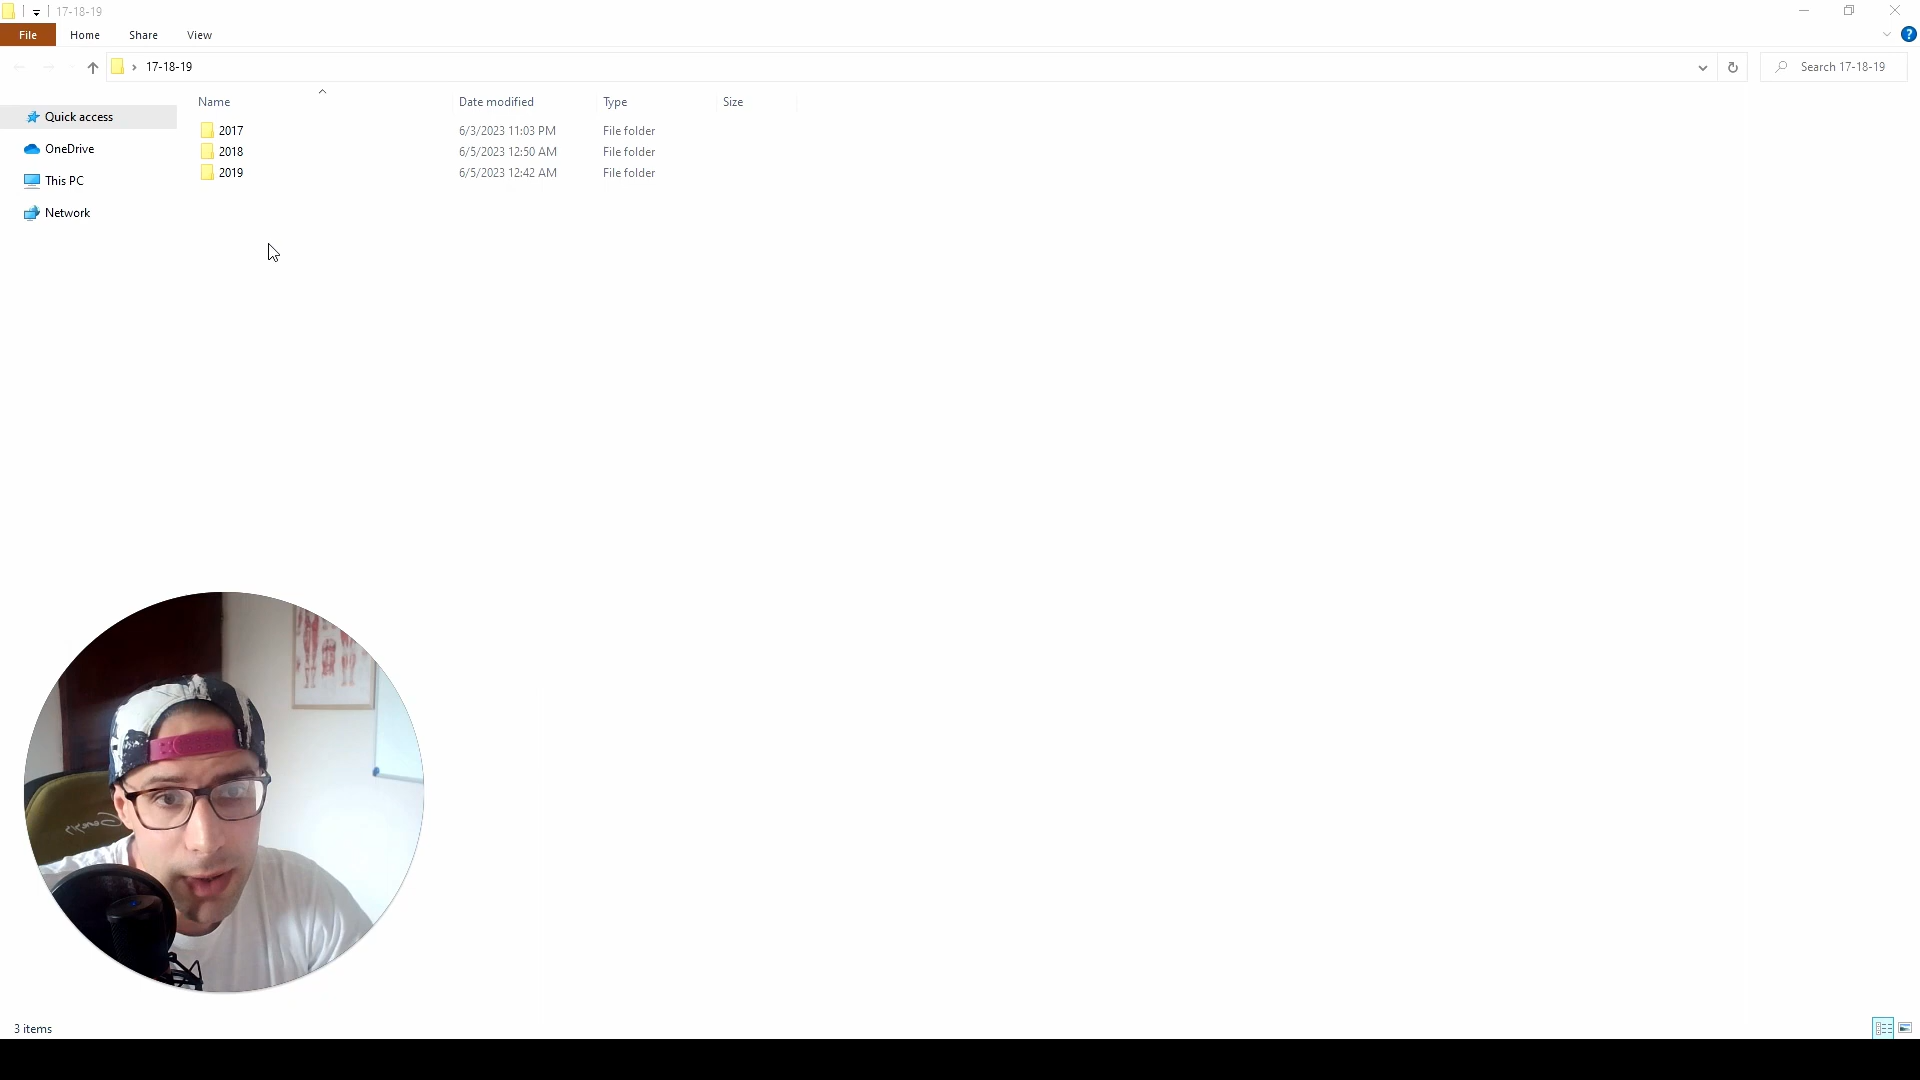 17-18-19
File Home Share View
17-18-19
Search 17-18-19
Name Date modified Type Size
Quick access
2017 6/3/2023 11:03 PM File folder
OneDrive
2018 6/5/2023 12:50 AM File folder
2019 6/5/2023 12:42 AM File folder
This PC
Network
3 items